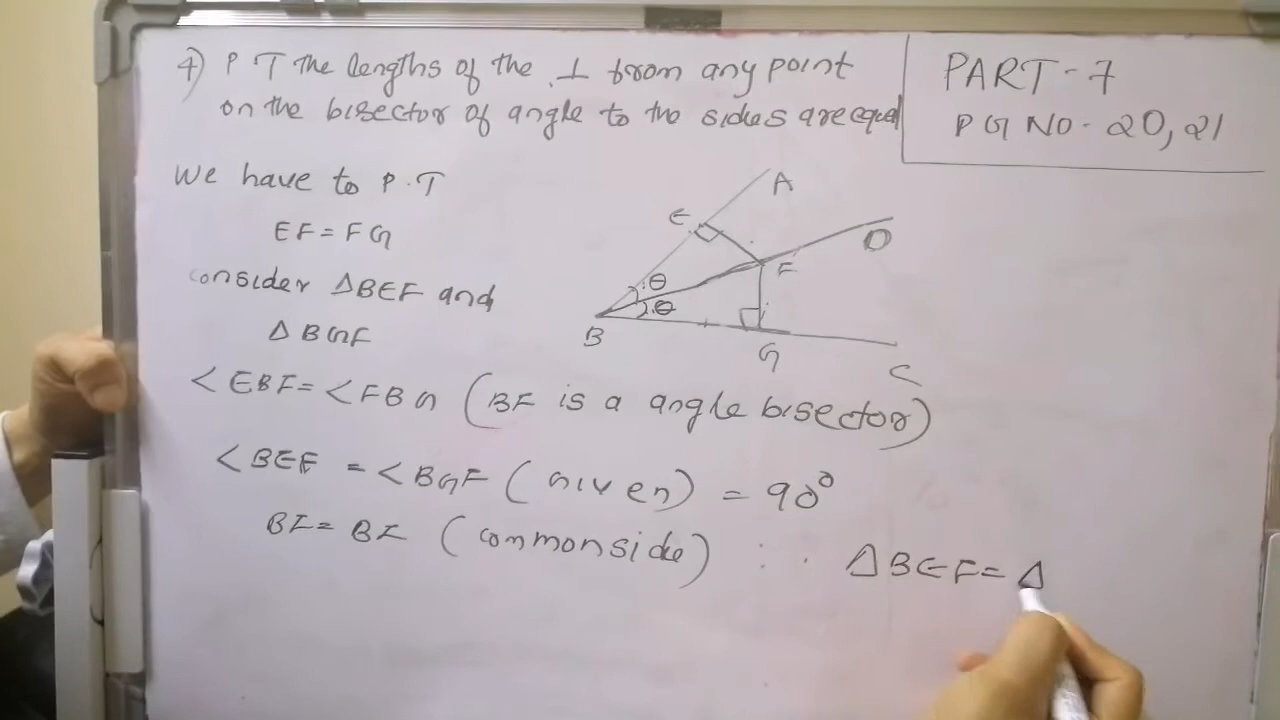 4) P T the lengths of the ⊥ from any point
on the bisector of angle to the sides are equal
PART-7
PG NO-20,21
We have to P.T
EF=FG
consider ΔBEF and
ΔBGF
<EBF=<FBG (BF is a angle bisector)
<BEF =<BGF (Given) = 90°
BF= BF (common side) ∴ ΔBEF=Δ
A
E
D
F
θ
θ
B
G
C